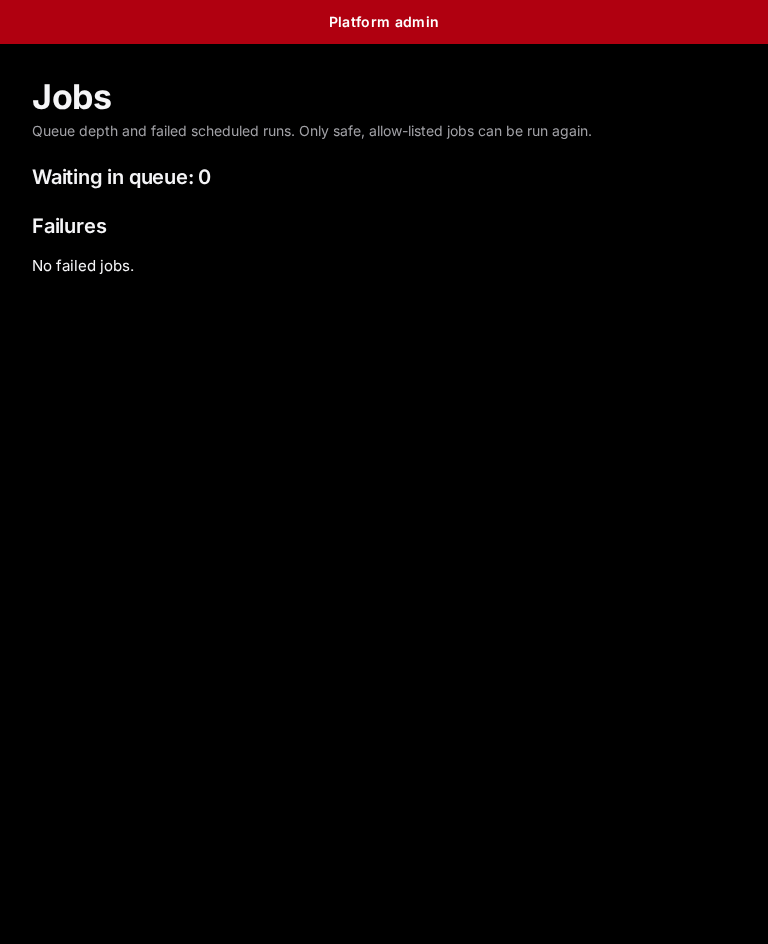 Platform admin
Jobs
Queue depth and failed scheduled runs. Only safe, allow-listed jobs can be run again.
Waiting in queue: 0
Failures
No failed jobs.